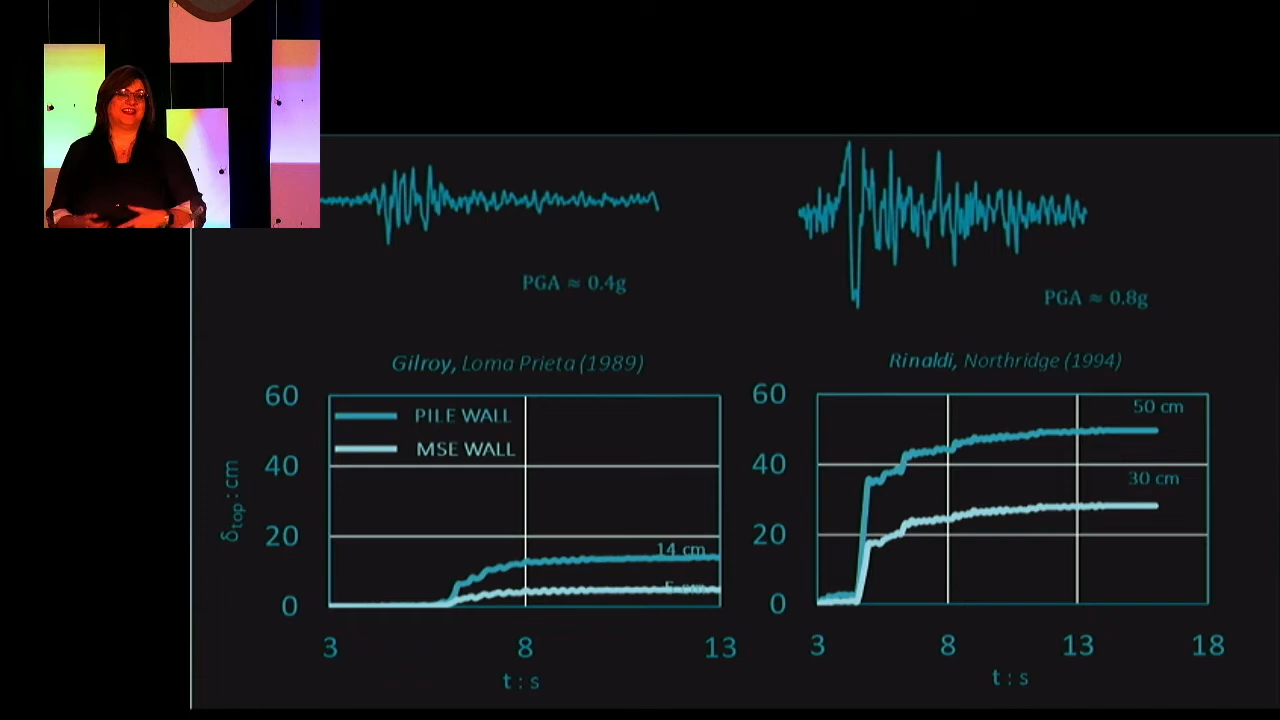 PGA ≈ 0.4g
PGA ≈ 0.8g
Gilroy, Loma Prieta (1989)
Rinaldi, Northridge (1994)
60
PILE WALL
MSE WALL
40
20
0
δtop : cm
14 cm
5 cm
3 8 13
t : s
60
40
20
0
50 cm
30 cm
3 8 13 18
t : s